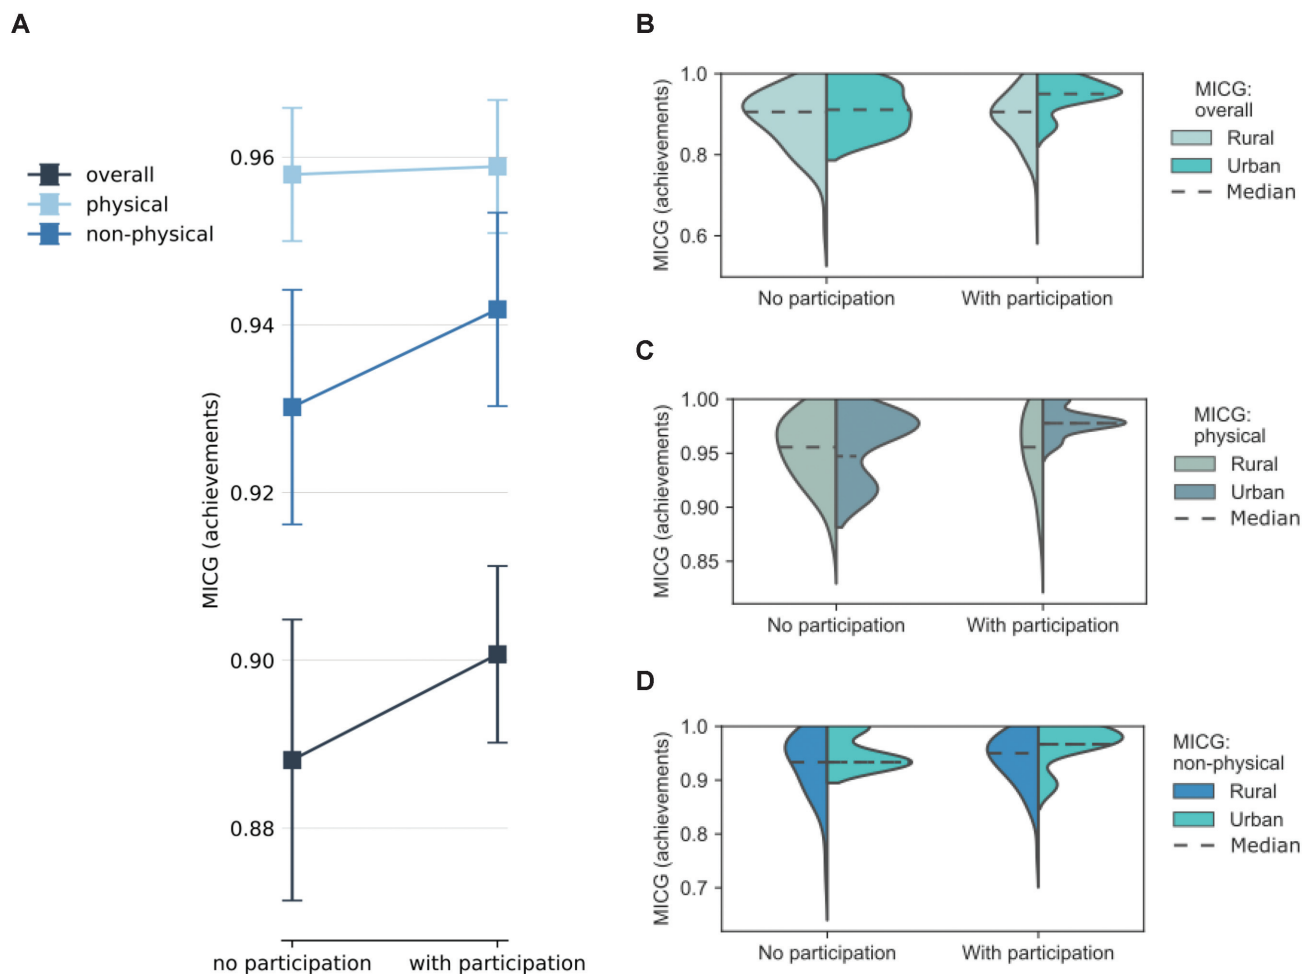 A
overall
physical
non-physical
MICG (achievements)
0.96
0.94
0.92
0.90
0.88
no participation
with participation
B
MICG (achievements)
1.0
0.8
0.6
No participation
With participation
MICG:
overall
Rural
Urban
Median
C
MICG (achievements)
1.00
0.95
0.90
0.85
No participation
With participation
MICG:
physical
Rural
Urban
Median
D
MICG (achievements)
1.0
0.9
0.8
0.7
No participation
With participation
MICG:
non-physical
Rural
Urban
Median